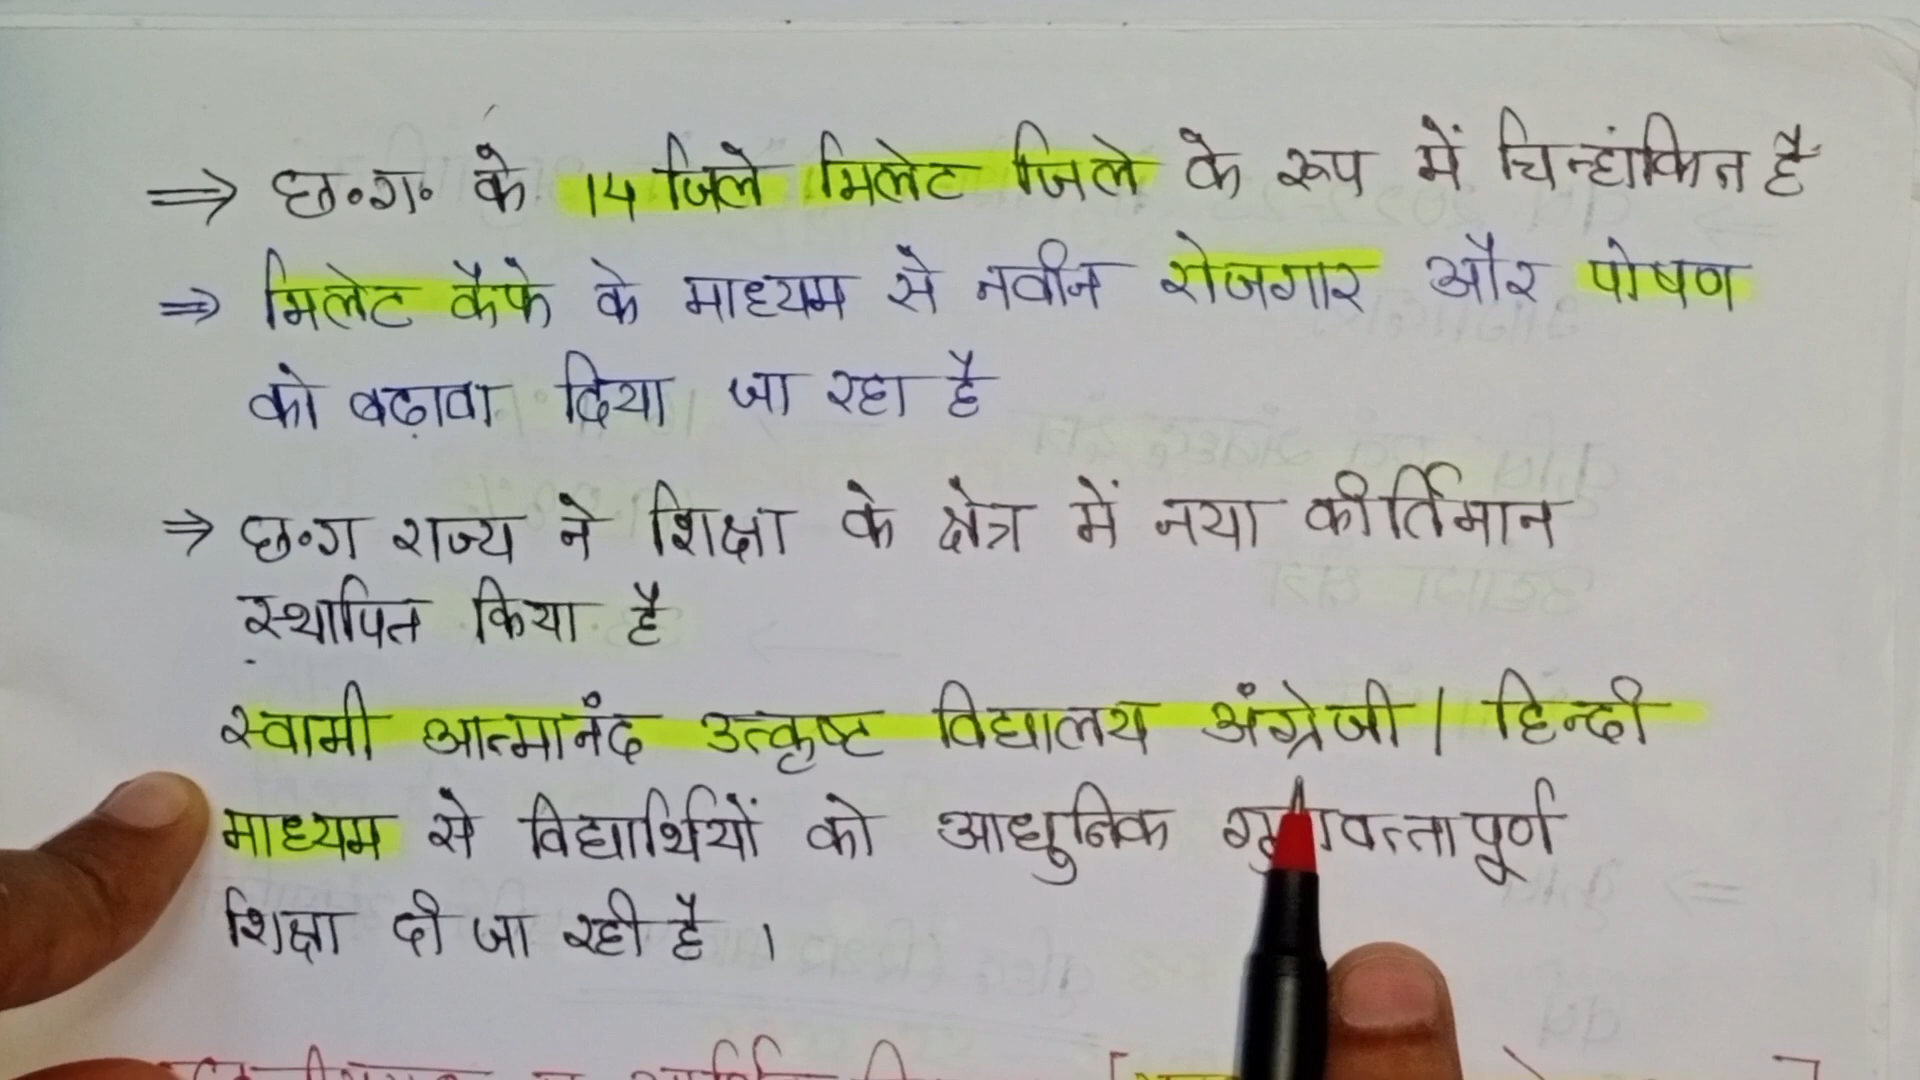 ⇒ छ॰ग॰ के 14 जिले मिलेट जिले के रूप में चिन्हांकित है
⇒ मिलेट कैफे के माध्यम से नवीन रोजगार और पोषण
को बढ़ावा दिया जा रहा है
⇒ छ॰ग राज्य ने शिक्षा के क्षेत्र में नया कीर्तिमान
स्थापित किया है
स्वामी आत्मानंद उत्कृष्ट विद्यालय अंग्रेजी / हिन्दी
माध्यम से विद्यार्थियों को आधुनिक गुणवत्तापूर्ण
शिक्षा दी जा रही है ।